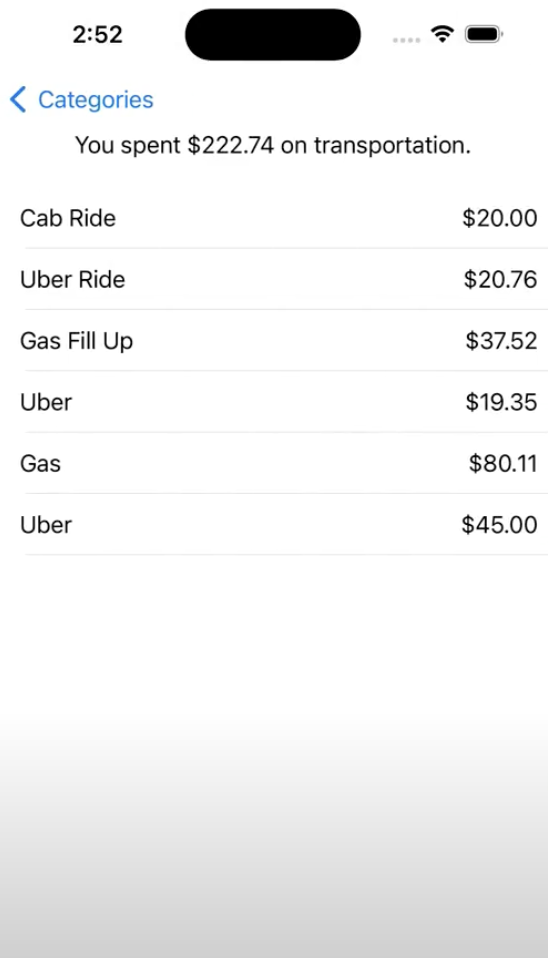 2:52
Categories
You spent $222.74 on transportation.
Cab Ride $20.00
Uber Ride $20.76
Gas Fill Up $37.52
Uber $19.35
Gas $80.11
Uber $45.00